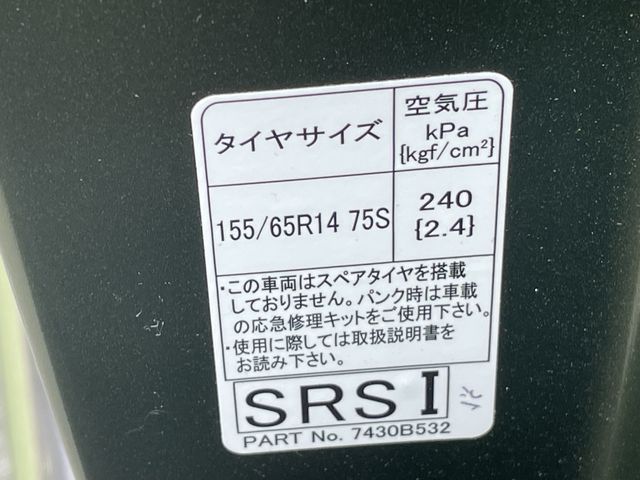 タイヤサイズ
空気圧
kPa
{kgf/cm²}
155/65R14 75S
240
{2.4}
・この車両はスペアタイヤを搭載
しておりません。パンク時は車載
の応急修理キットをご使用下さい。
・使用に際しては取扱説明書を
お読み下さい。
SRS I
PART No. 7430B532